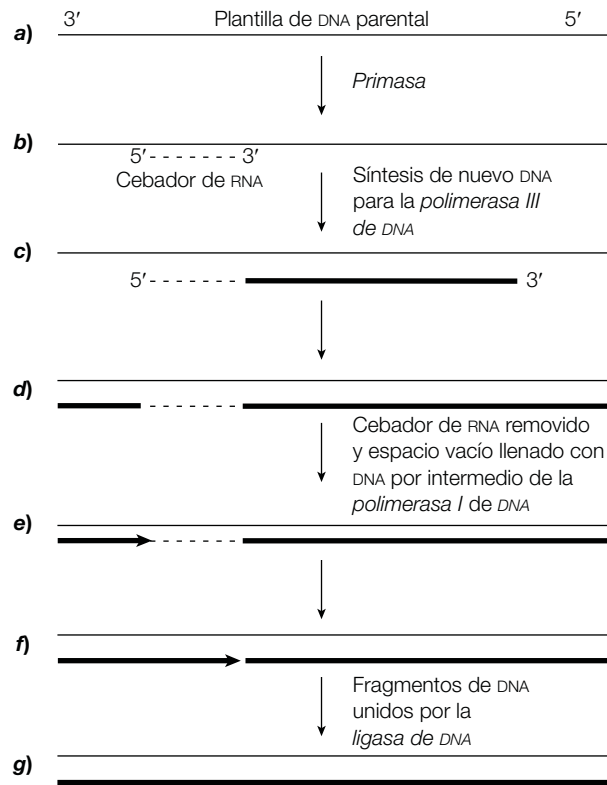 3′ Plantilla de DNA parental 5′
a)
Primasa
b)
5′ 3′
Cebador de RNA
Síntesis de nuevo DNA
para la polimerasa III
de DNA
c)
5′ 3′
d)
Cebador de RNA removido
y espacio vacío llenado con
DNA por intermedio de la
polimerasa I de DNA
e)
f)
Fragmentos de DNA
unidos por la
ligasa de DNA
g)